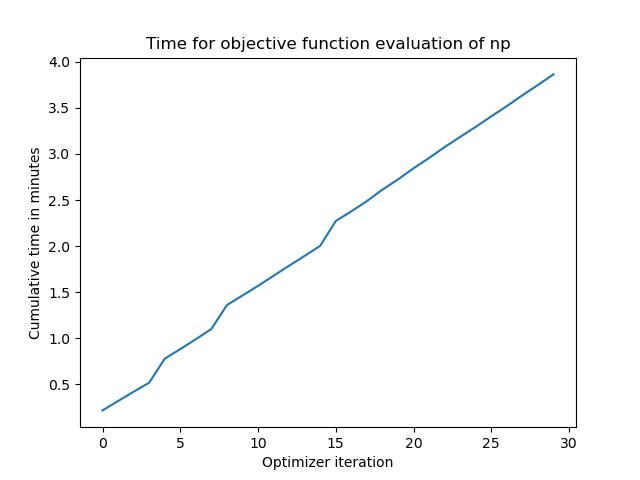 Time for objective function evaluation of np
Cumulative time in minutes
4.0
3.5
3.0
2.5
2.0
1.5
1.0
0.5
0 5 10 15 20 25 30
Optimizer iteration